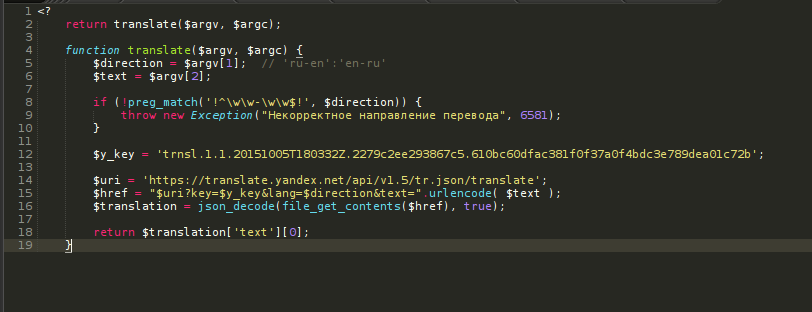 1 <?
2 return translate($argv, $argc);
3
4 function translate($argv, $argc) {
5 $direction = $argv[1]; // 'ru-en':'en-ru'
6 $text = $argv[2];
7
8 if (!preg_match('!^\w\w-\w\w$!', $direction)) {
9 throw new Exception("Некорректное направление перевода", 6581);
10 }
11
12 $y_key = 'trnsl.1.1.20151005T180332Z.2279c2ee293867c5.610bc60dfac381f0f37a0f4bdc3e789dea01c72b';
13
14 $uri = 'https://translate.yandex.net/api/v1.5/tr.json/translate';
15 $href = "$uri?key=$y_key&lang=$direction&text=".urlencode( $text );
16 $translation = json_decode(file_get_contents($href), true);
17
18 return $translation['text'][0];
19 }